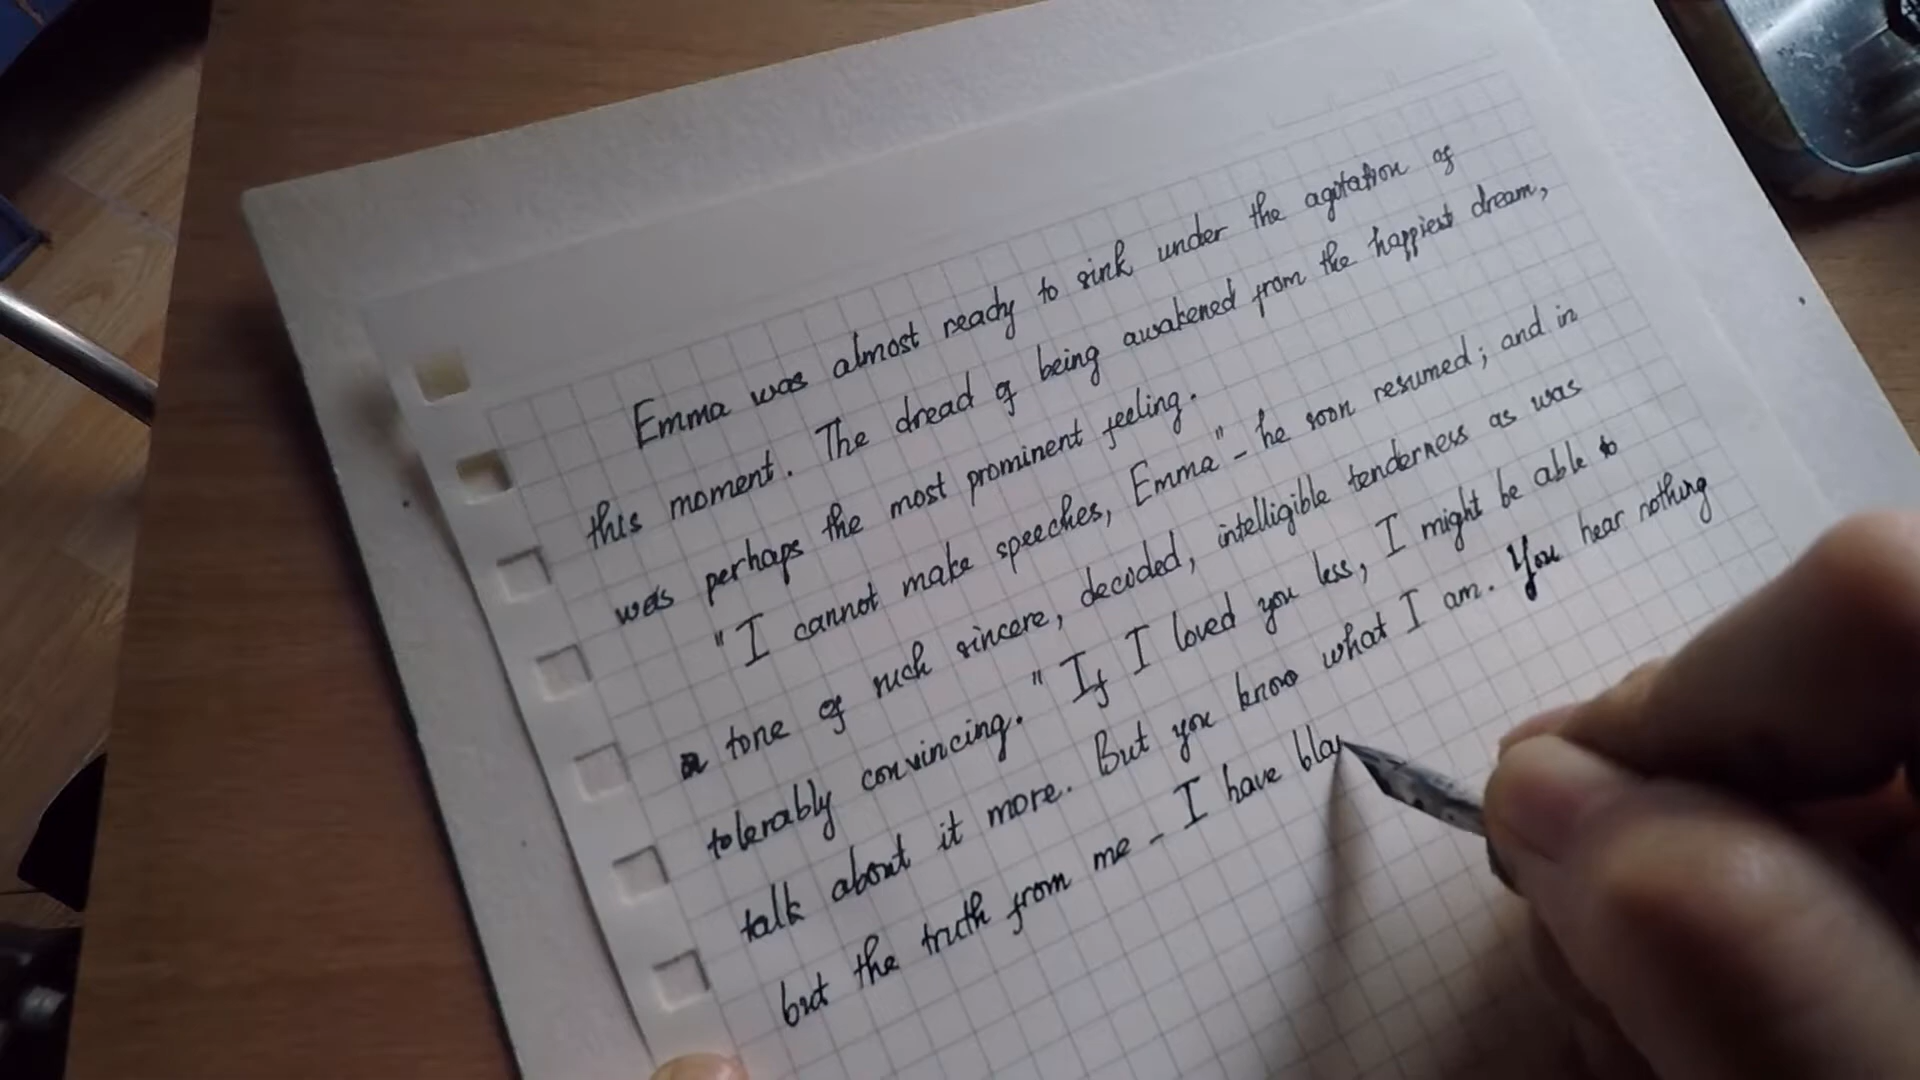 Emma was almost ready to sink under the agitation of
this moment. The dread of being awakened from the happiest dream,
was perhaps the most prominent feeling.
"I cannot make speeches, Emma" - he soon resumed; and in
a tone of such sincere, decided, intelligible tenderness as was
tolerably convincing. "If I loved you less, I might be able to
talk about it more. But you know what I am. You hear nothing
but the truth from me - I have bla